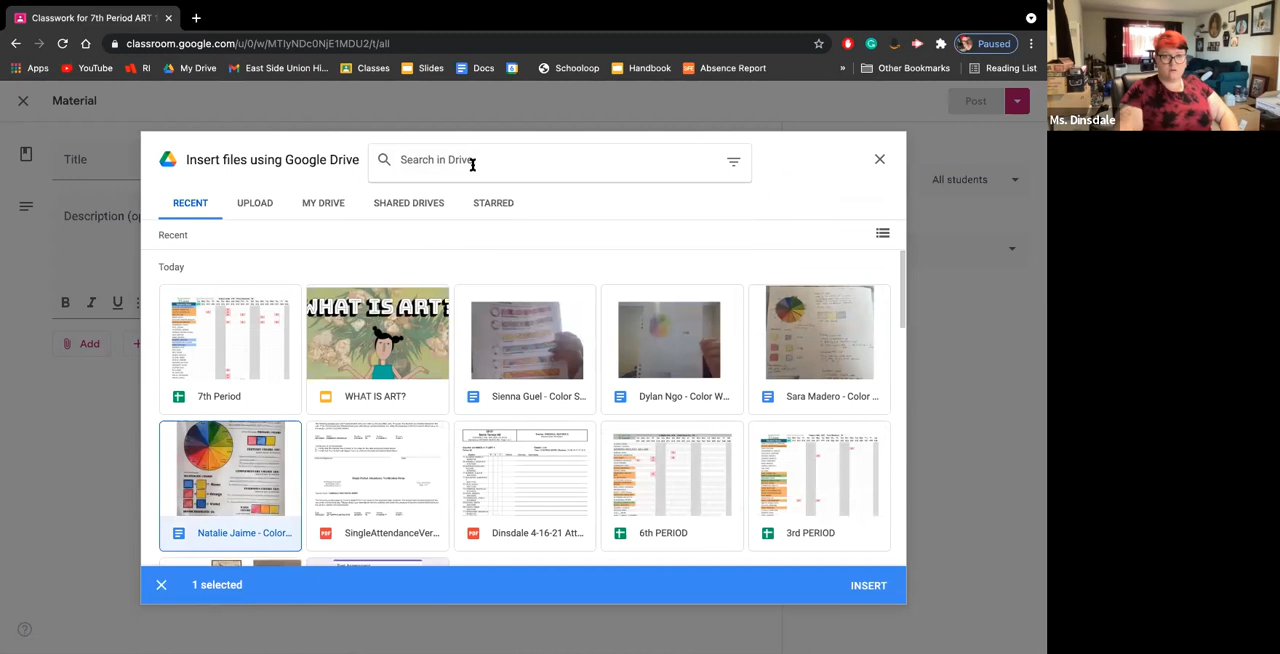 Classwork for 7th Period ART 1
classroom.google.com/u/0/w/MTIyNDc0NjE1MDU2/t/all
Paused
Apps YouTube RI My Drive East Side Union Hi... Classes Slides Docs Schooloop Handbook Absence Report » Other Bookmarks Reading List
Ms. Dinsdale
Material
Post
Title
Description (op
All students
B I U
Add
Insert files using Google Drive
Search in Drive
RECENT UPLOAD MY DRIVE SHARED DRIVES STARRED
Recent
Today
WHAT IS ART?
7th Period
WHAT IS ART?
Sienna Guel - Color S...
Dylan Ngo - Color W...
Sara Madero - Color ...
Natalie Jaime - Color...
SingleAttendanceVer...
Dinsdale 4-16-21 Att...
6th PERIOD
3rd PERIOD
1 selected
INSERT